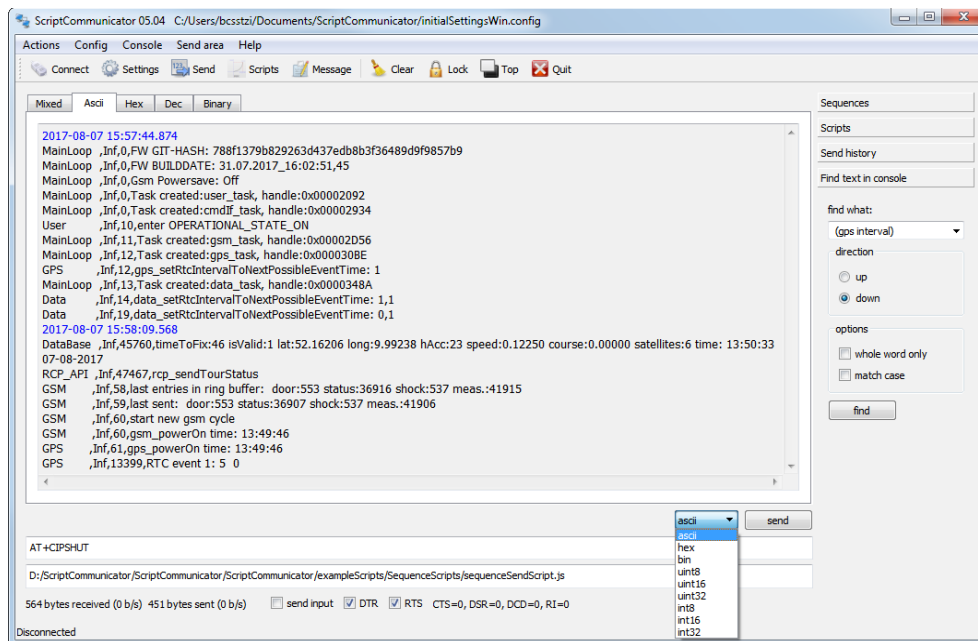 ScriptCommunicator 05.04   C:/Users/bcsstzi/Documents/ScriptCommunicator/initialSettingsWin.config
Actions   Config   Console   Send area   Help
Connect   Settings   Send   Scripts   Message   Clear   Lock   Top   Quit
Mixed   Ascii   Hex   Dec   Binary
2017-08-07 15:57:44.874
MainLoop ,Inf,0,FW GIT-HASH: 788f1379b829263d437edb8b3f36489d9f9857b9
MainLoop ,Inf,0,FW BUILDDATE: 31.07.2017_16:02:51,45
MainLoop ,Inf,0,Gsm Powersave: Off
MainLoop ,Inf,0,Task created:user_task, handle:0x00002092
MainLoop ,Inf,0,Task created:cmdIf_task, handle:0x00002934
User ,Inf,10,enter OPERATIONAL_STATE_ON
MainLoop ,Inf,11,Task created:gsm_task, handle:0x00002D56
MainLoop ,Inf,12,Task created:gps_task, handle:0x000030BE
GPS ,Inf,12,gps_setRtcIntervalToNextPossibleEventTime: 1
MainLoop ,Inf,13,Task created:data_task, handle:0x0000348A
Data ,Inf,14,data_setRtcIntervalToNextPossibleEventTime: 1,1
Data ,Inf,19,data_setRtcIntervalToNextPossibleEventTime: 0,1
2017-08-07 15:58:09.568
DataBase ,Inf,45760,timeToFix:46 isValid:1 lat:52.16206 long:9.99238 hAcc:23 speed:0.12250 course:0.00000 satellites:6 time: 13:50:33
07-08-2017
RCP_API ,Inf,47467,rcp_sendTourStatus
GSM ,Inf,58,last entries in ring buffer:  door:553 status:36916 shock:537 meas.:41915
GSM ,Inf,59,last sent:  door:553 status:36907 shock:537 meas.:41906
GSM ,Inf,60,start new gsm cycle
GSM ,Inf,60,gsm_powerOn time: 13:49:46
GPS ,Inf,61,gps_powerOn time: 13:49:46
GPS ,Inf,13399,RTC event 1: 5  0
Sequences
Scripts
Send history
Find text in console
find what:
(gps interval)
direction
up
down
options
whole word only
match case
find
ascii   send
ascii
hex
bin
uint8
uint16
uint32
int8
int16
int32
AT+CIPSHUT
D:/ScriptCommunicator/ScriptCommunicator/ScriptCommunicator/exampleScripts/SequenceScripts/sequenceSendScript.js
564 bytes received (0 b/s)  451 bytes sent (0 b/s)   send input   DTR   RTS   CTS=0, DSR=0, DCD=0, RI=0
Disconnected